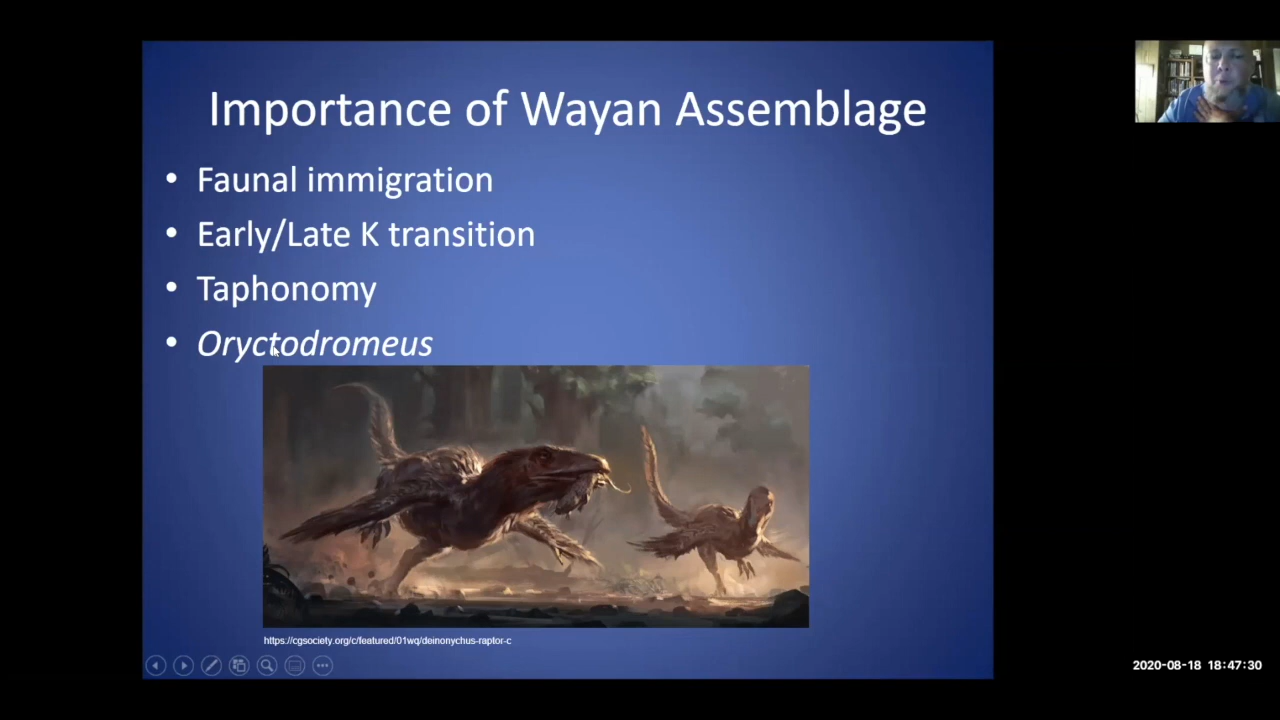 Importance of Wayan Assemblage
• Faunal immigration
• Early/Late K transition
• Taphonomy
• Oryctodromeus
https://cgsociety.org/c/featured/01wq/deinonychus-raptor-c
2020-08-18 18:47:30